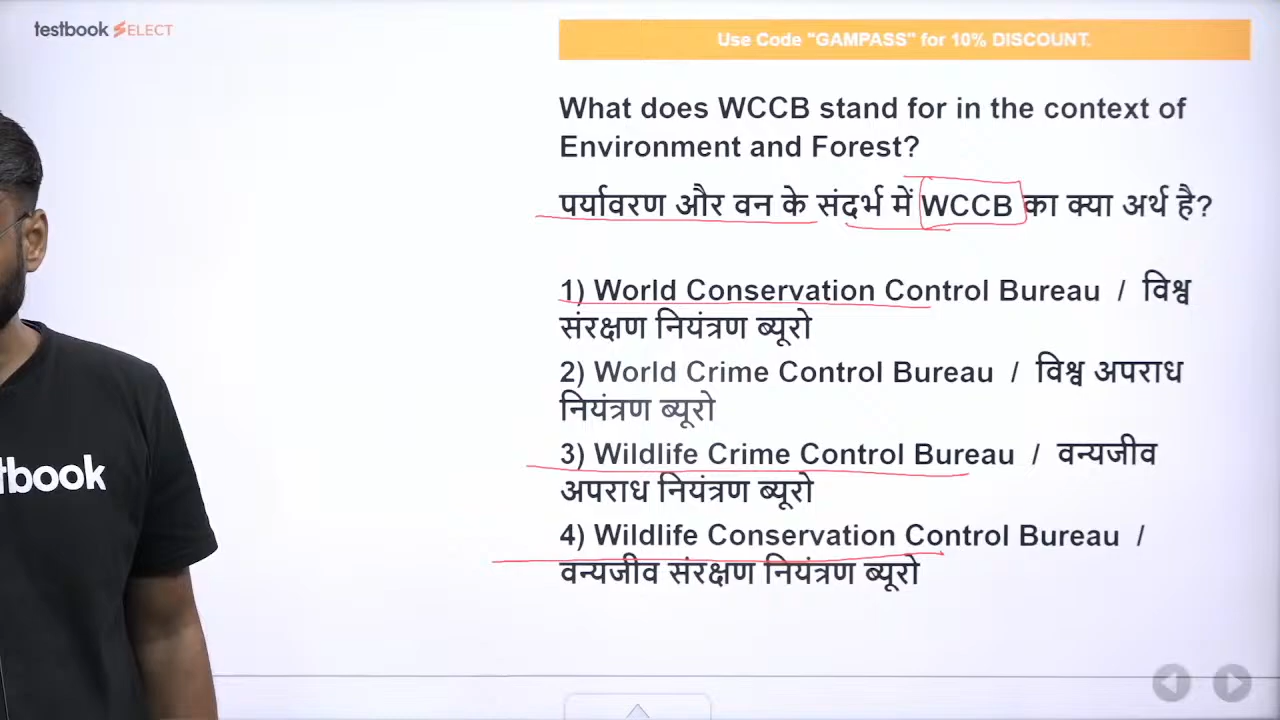 testbook SELECT
Use Code "GAMPASS" for 10% DISCOUNT.
What does WCCB stand for in the context of
Environment and Forest?
पर्यावरण और वन के संदर्भ में WCCB का क्या अर्थ है?
1) World Conservation Control Bureau / विश्व
संरक्षण नियंत्रण ब्यूरो
2) World Crime Control Bureau / विश्व अपराध
नियंत्रण ब्यूरो
3) Wildlife Crime Control Bureau / वन्यजीव
अपराध नियंत्रण ब्यूरो
4) Wildlife Conservation Control Bureau /
वन्यजीव संरक्षण नियंत्रण ब्यूरो
tbook